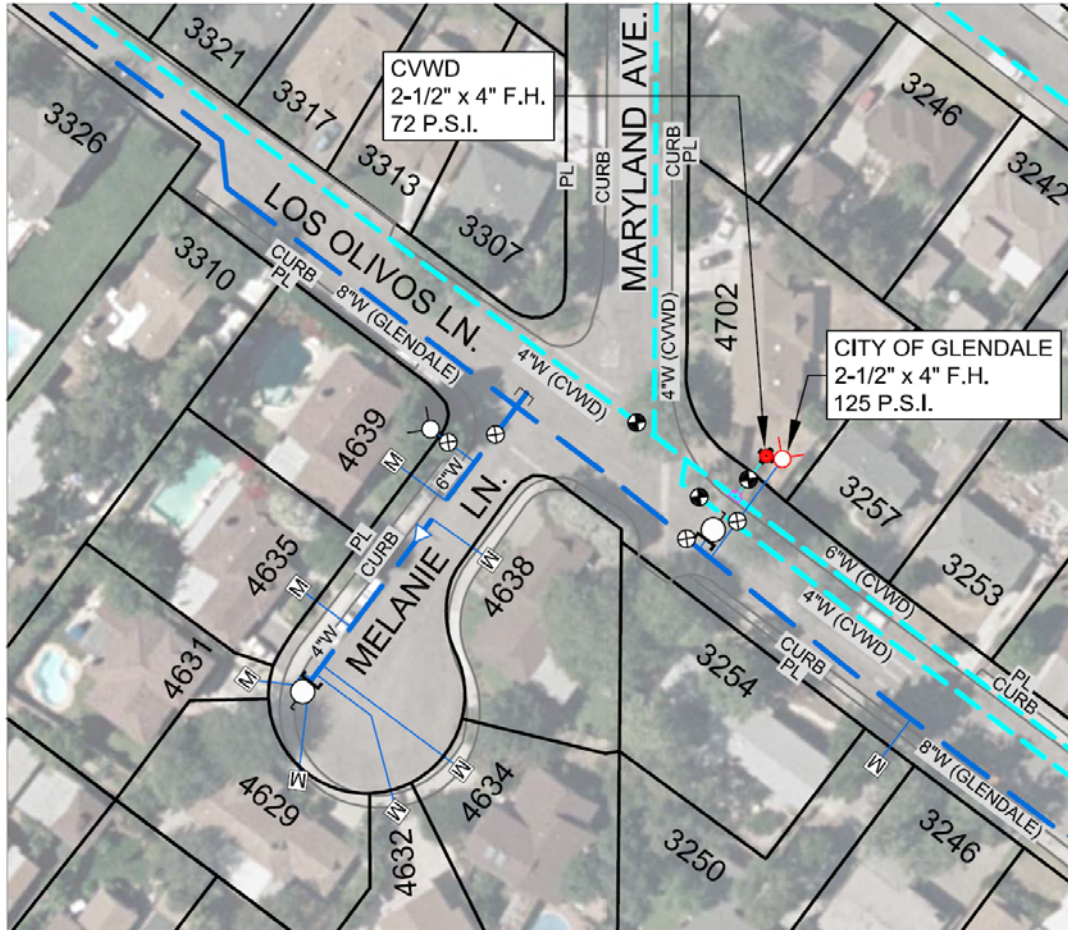 3321
3317
3313
3307
3326
3310
CVWD
2-1/2" x 4" F.H.
72 P.S.I.
MARYLAND AVE.
PL
CURB
CURB
PL
3246
3242
LOS OLIVOS LN.
CURB
PL
8"W (GLENDALE)
4"W (CVWD)
4"W (CVWD)
4702
CITY OF GLENDALE
2-1/2" x 4" F.H.
125 P.S.I.
4639
M
6"W
PL
CURB
MELANIE LN.
M
4638
4635
M
4"W
4631
M
3257
3253
6"W (CVWD)
4"W (CVWD)
PL
CURB
3254
CURB
PL
8"W (GLENDALE)
M
M
4629
M
4632
M
4634
3250
3246